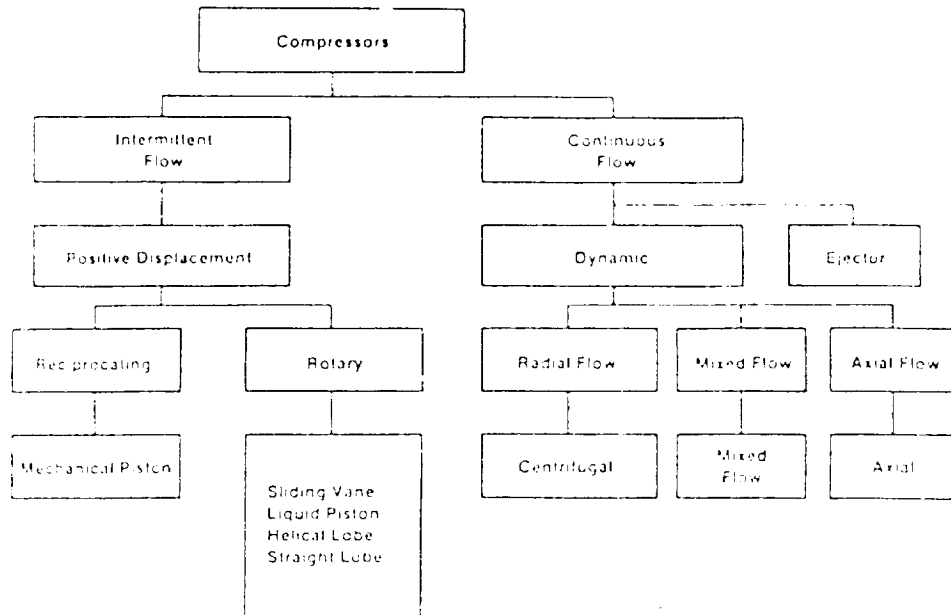 Compressors
Intermittent
Flow
Continuous
Flow
Positive Displacement
Dynamic
Ejector
Reciprocating
Rotary
Radial Flow
Mixed Flow
Axial Flow
Mechanical Piston
Sliding Vane
Liquid Piston
Helical Lobe
Straight Lobe
Centrifugal
Mixed
Flow
Axial